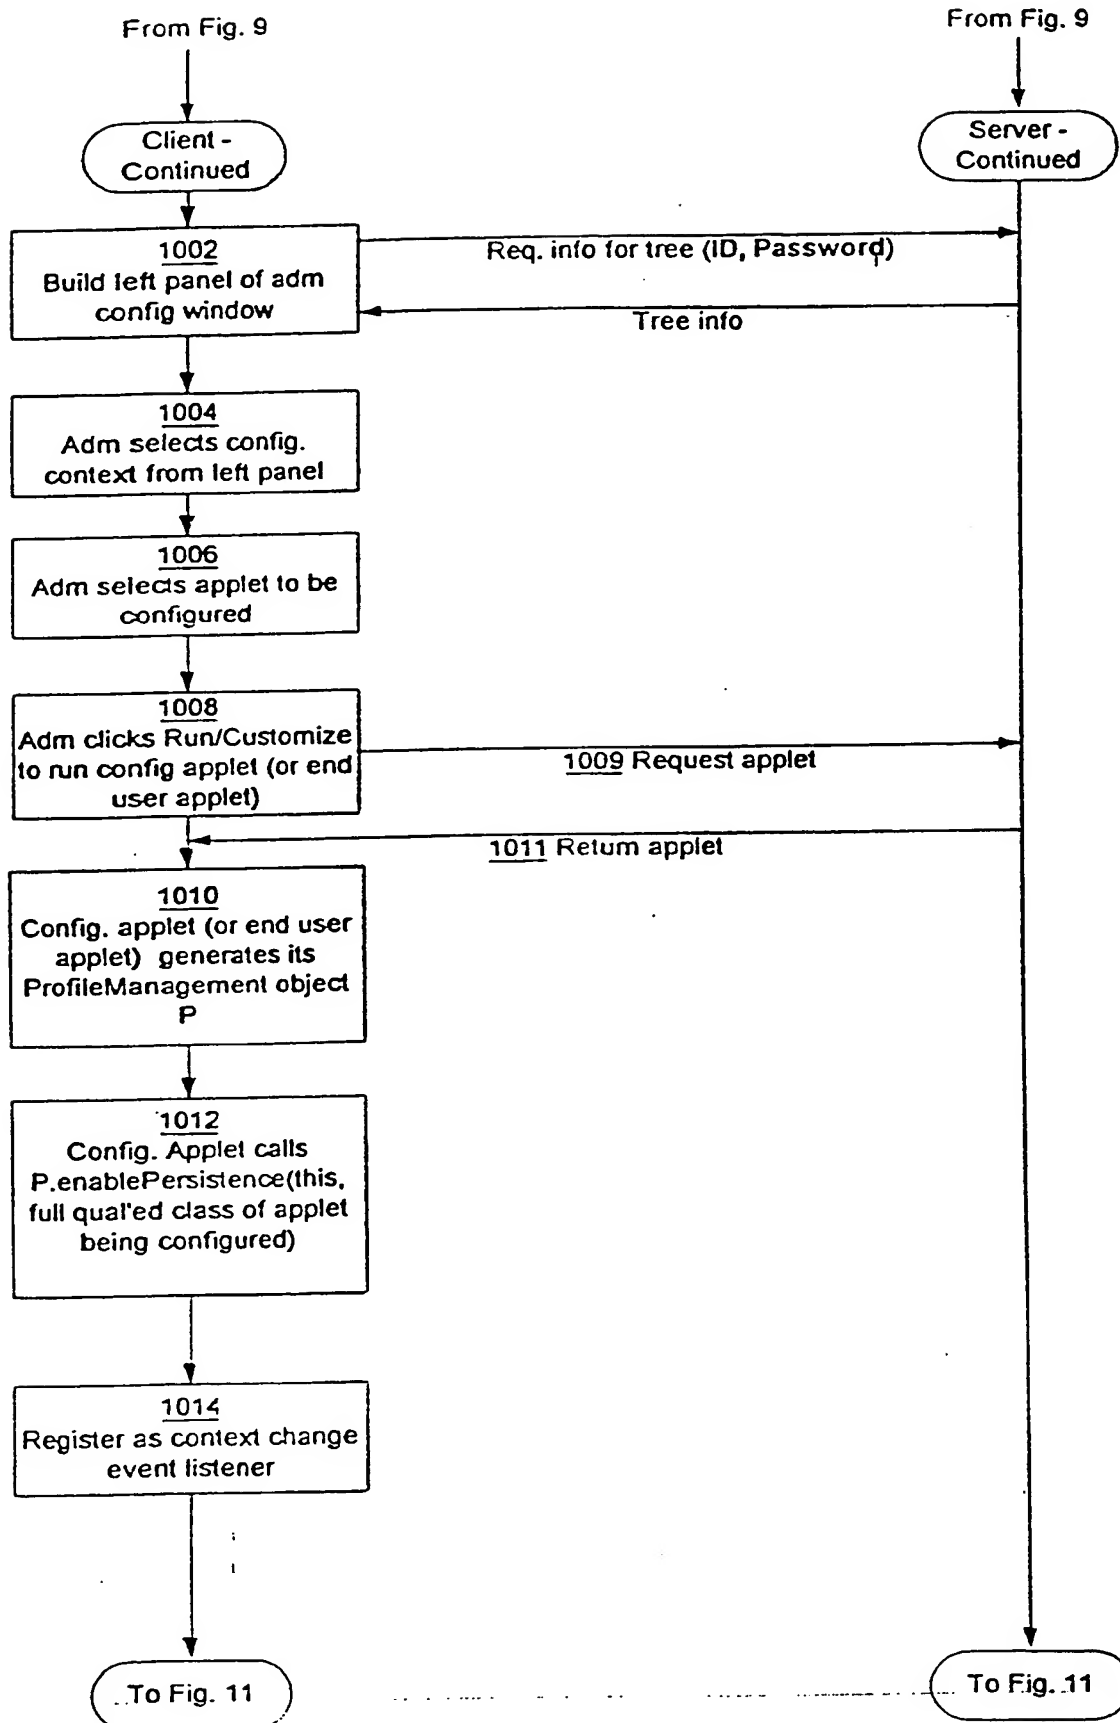 From Fig. 9
From Fig. 9
Client -
Continued
Server -
Continued
1002
Build left panel of adm
config window
Req. info for tree (ID, Password)
Tree info
1004
Adm selects config.
context from left panel
1006
Adm selects applet to be
configured
1008
Adm clicks Run/Customize
to run config applet (or end
user applet)
1009 Request applet
1011 Return applet
1010
Config. applet (or end user
applet) generates its
ProfileManagement object
P
1012
Config. Applet calls
P.enablePersistence(this,
full qual'ed class of applet
being configured)
1014
Register as context change
event listener
To Fig. 11
To Fig. 11